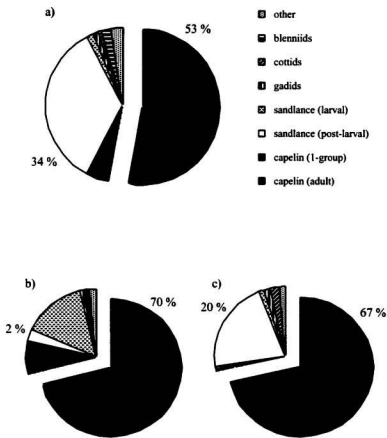 a)
53 %
34 %
other
blenniids
cottids
gadids
sandlance (larval)
sandlance (post-larval)
capelin (1-group)
capelin (adult)
b)
70 %
2 %
c)
20 %
67 %